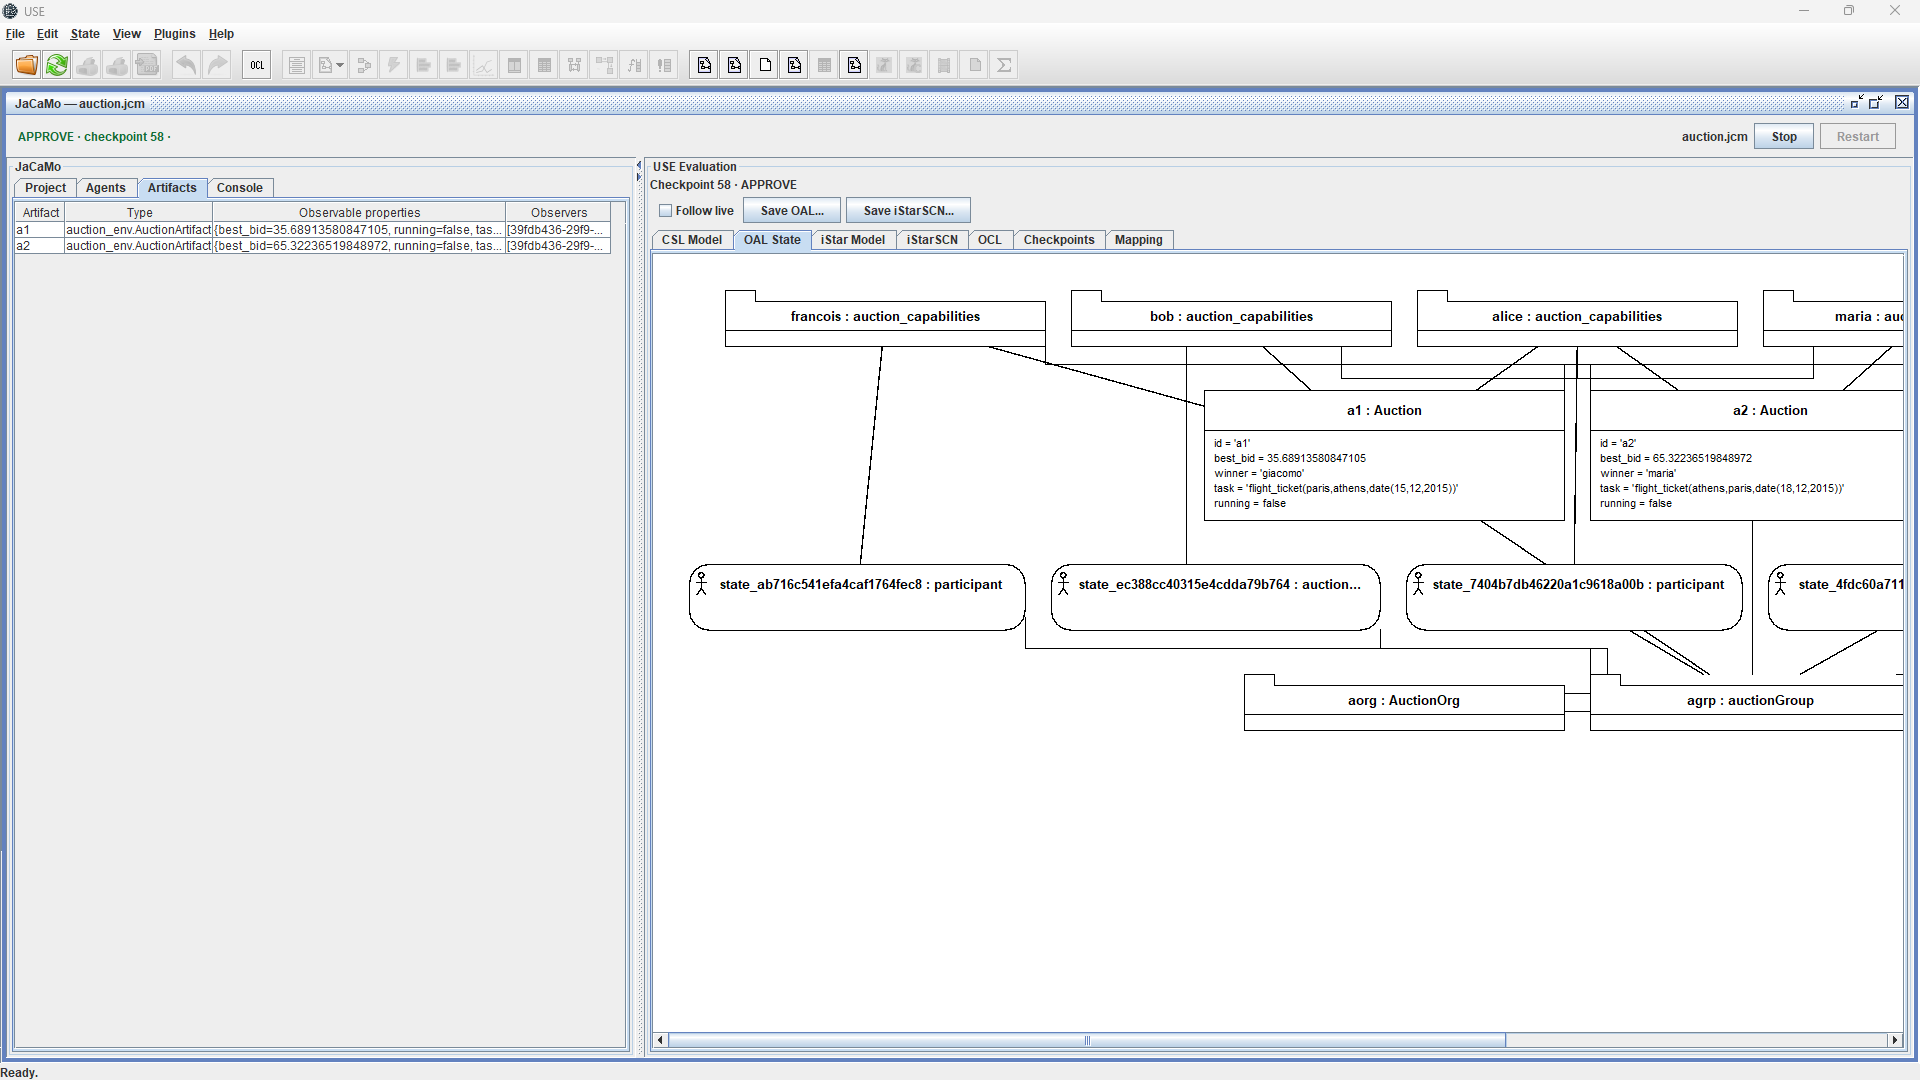 USE
File Edit State View Plugins Help
OCL
JaCaMo — auction.jcm
APPROVE · checkpoint 58 ·
auction.jcm Stop Restart
JaCaMo
Project Agents Artifacts Console
Artifact Type Observable properties Observers
a1 auction_env.AuctionArtifact {best_bid=35.68913580847105, running=false, tas... [39fdb436-29f9-...
a2 auction_env.AuctionArtifact {best_bid=65.32236519848972, running=false, tas... [39fdb436-29f9-...
USE Evaluation
Checkpoint 58 · APPROVE
Follow live Save OAL... Save iStarSCN...
CSL Model OAL State iStar Model iStarSCN OCL Checkpoints Mapping
francois : auction_capabilities
bob : auction_capabilities
alice : auction_capabilities
maria : auc
a1 : Auction
id = 'a1'
best_bid = 35.68913580847105
winner = 'giacomo'
task = 'flight_ticket(paris,athens,date(15,12,2015))'
running = false
a2 : Auction
id = 'a2'
best_bid = 65.32236519848972
winner = 'maria'
task = 'flight_ticket(athens,paris,date(18,12,2015))'
running = false
state_ab716c541efa4caf1764fec8 : participant
state_ec388cc40315e4cdda79b764 : auction...
state_7404b7db46220a1c9618a00b : participant
state_4fdc60a711
aorg : AuctionOrg
agrp : auctionGroup
Ready.